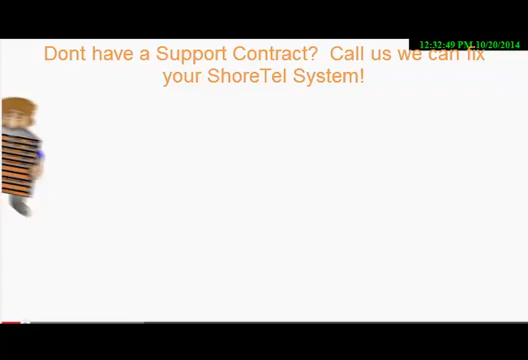 12:32:49 PM 10/20/2014
Dont have a Support Contract?  Call us we can fix
your ShoreTel System!